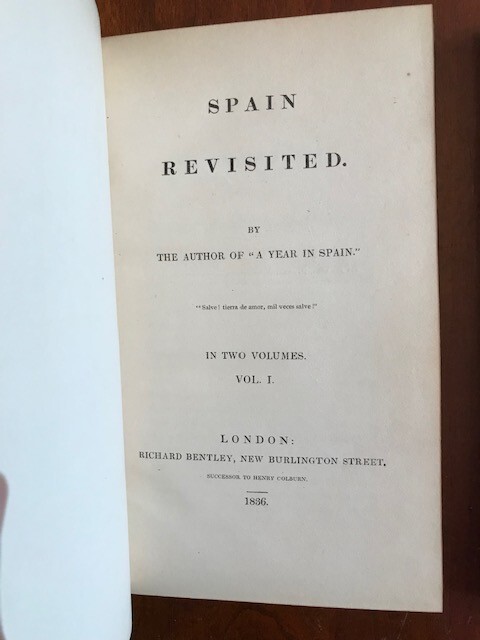 SPAIN
REVISITED.
BY
THE AUTHOR OF "A YEAR IN SPAIN."
"Salve! tierra de amor, mil veces salve!"
IN TWO VOLUMES.
VOL. I.
LONDON:
RICHARD BENTLEY, NEW BURLINGTON STREET,
SUCCESSOR TO HENRY COLBURN.
1836.